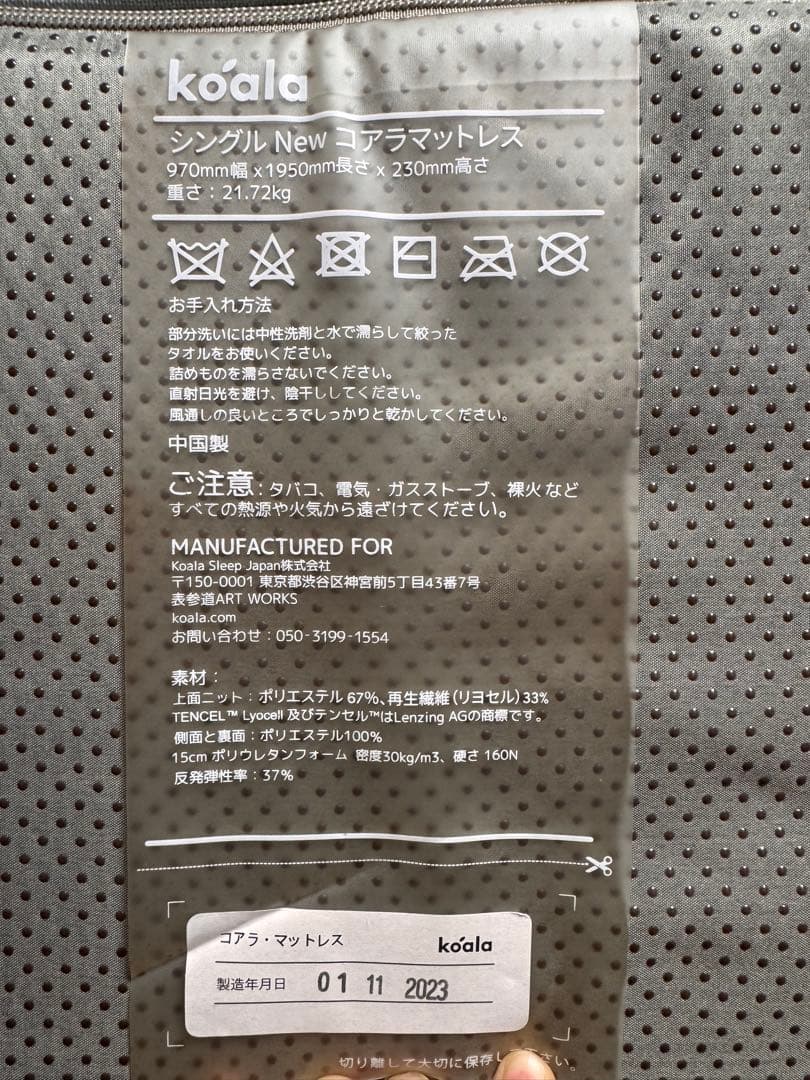 koala
シングル New コアラマットレス
970mm幅 x 1950mm長さ x 230mm高さ
重さ：21.72kg
お手入れ方法
部分洗いには中性洗剤と水で濡らして絞った
タオルをお使いください。
詰めものを濡らさないでください。
直射日光を避け、陰干ししてください。
風通しの良いところでしっかりと乾かしてください。
中国製
ご注意：タバコ、電気・ガスストーブ、裸火など
すべての熱源や火気から遠ざけてください。
MANUFACTURED FOR
Koala Sleep Japan株式会社
〒150-0001 東京都渋谷区神宮前5丁目43番7号
表参道ART WORKS
koala.com
お問い合わせ：050-3199-1554
素材：
上面ニット：ポリエステル 67%、再生繊維（リヨセル）33%
TENCEL™ Lyocell 及びテンセル™はLenzing AGの商標です。
側面と裏面：ポリエステル100%
15cm ポリウレタンフォーム 密度30kg/m3、硬さ 160N
反発弾性率：37%
コアラ・マットレス koala
製造年月日 01 11 2023
切り離して大切に保存し ださい。